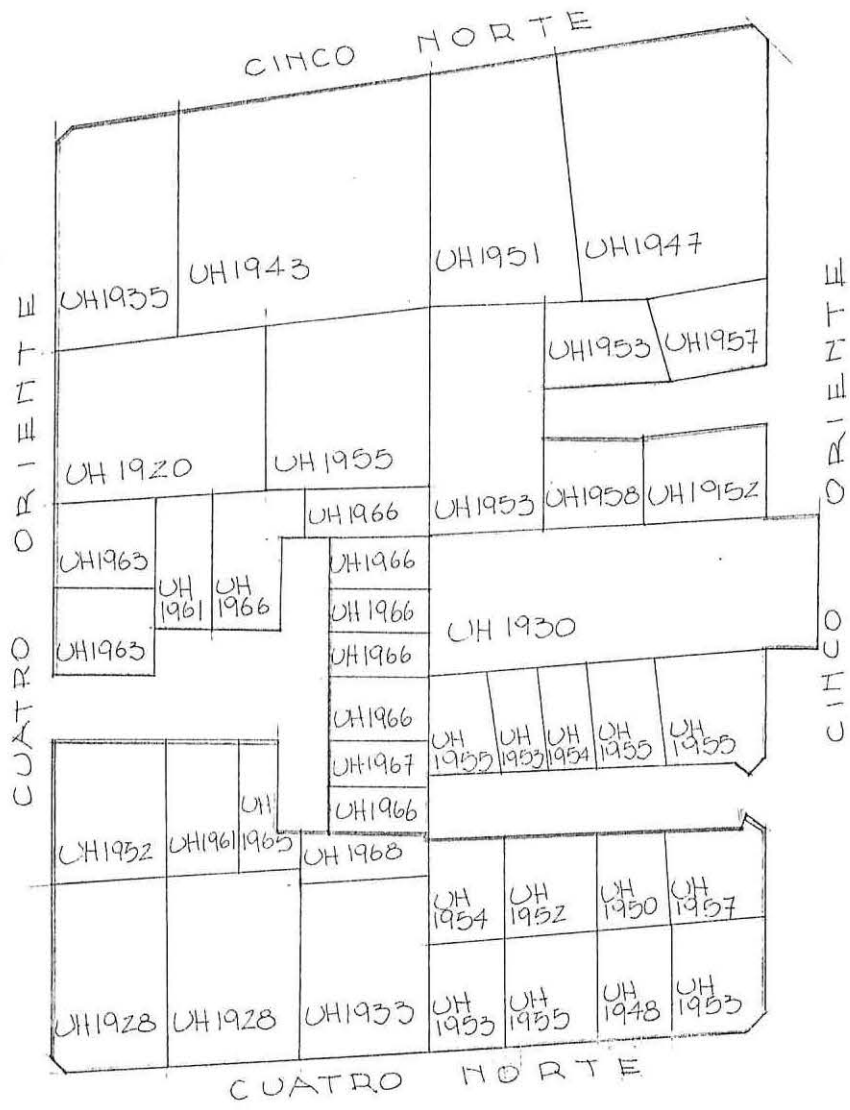 CINCO NORTE
UH1935
UH1943
UH1951
UH1947
UH1953
UH1957
CUATRO ORIENTE
CINCO ORIENTE
UH 1920
UH 1955
UH1953
UH1958
UH1952
UH1966
UH1963
UH
1961
UH
1966
UH1966
UH 1966
UH1963
UH1966
UH 1930
UH1966
UH1967
UH1966
UH
1955
UH
1953
UH
1954
UH
1955
UH
1955
UH1952
UH1961
UH
1965
UH 1968
UH
1954
UH
1952
UH
1950
UH
1957
UH1928
UH 1928
UH1933
UH
1953
UH
1955
UH
1948
UH
1953
CUATRO NORTE